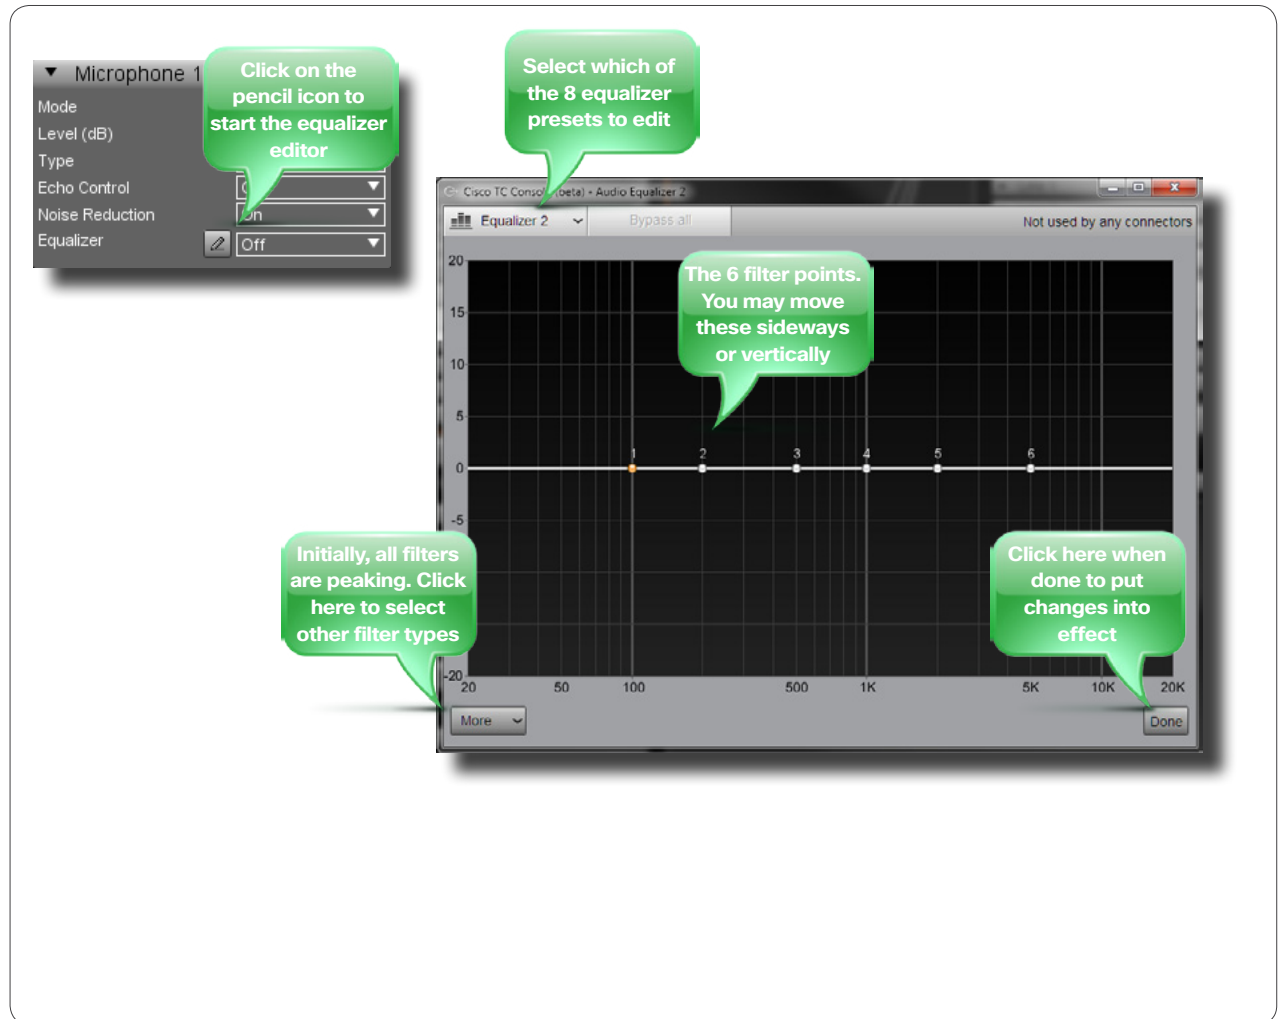 Microphone 1
Mode
Level (dB)
Type
Echo Control
Noise Reduction
On
Equalizer
Off
Click on the
pencil icon to
start the equalizer
editor
Select which of
the 8 equalizer
presets to edit
Cisco TC Console (beta) - Audio Equalizer 2
Equalizer 2
Bypass all
Not used by any connectors
The 6 filter points.
You may move
these sideways
or vertically
20
15
10
5
0
-5
-20
1 2 3 4 5 6
Initially, all filters
are peaking. Click
here to select
other filter types
Click here when
done to put
changes into
effect
20 50 100 500 1K 5K 10K 20K
More
Done